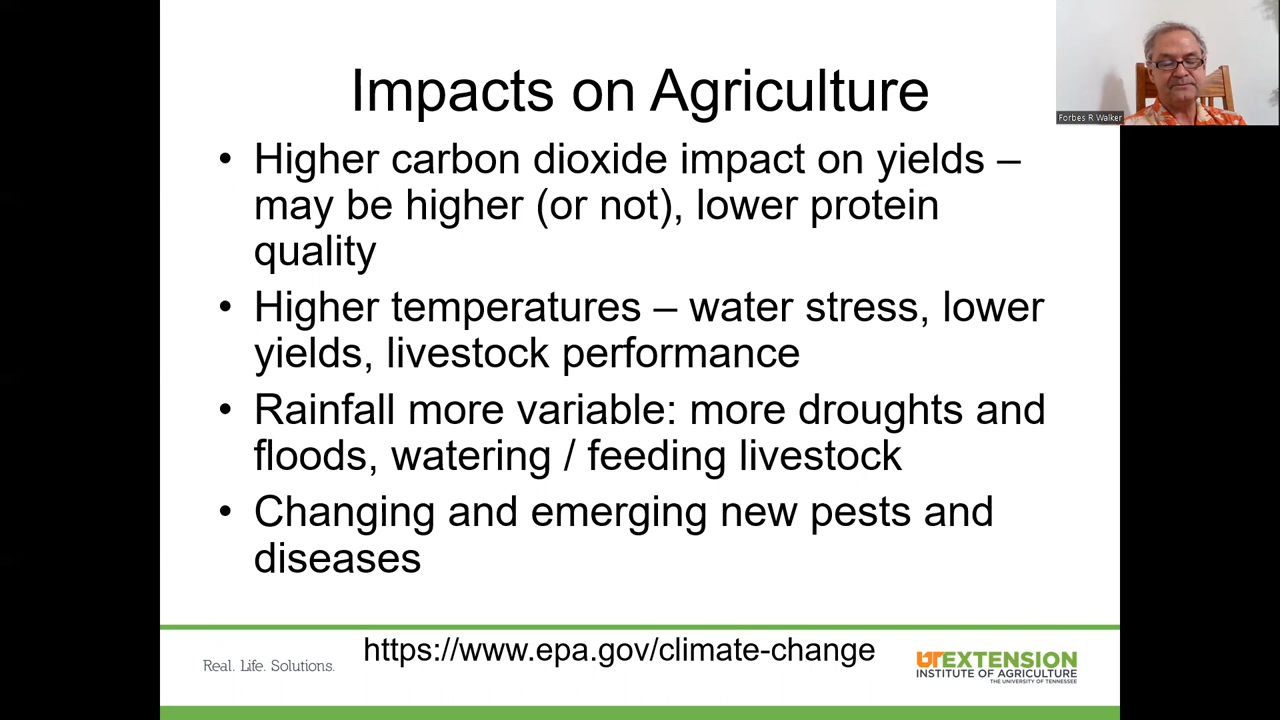 Impacts on Agriculture
Forbes R Walker
• Higher carbon dioxide impact on yields –
may be higher (or not), lower protein
quality
• Higher temperatures – water stress, lower
yields, livestock performance
• Rainfall more variable: more droughts and
floods, watering / feeding livestock
• Changing and emerging new pests and
diseases
https://www.epa.gov/climate-change
Real. Life. Solutions.
UT EXTENSION
INSTITUTE OF AGRICULTURE
THE UNIVERSITY OF TENNESSEE